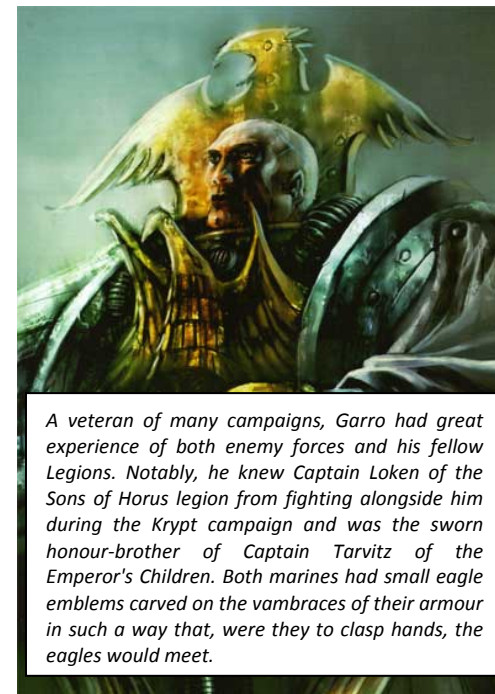 A veteran of many campaigns, Garro had great
experience of both enemy forces and his fellow
Legions. Notably, he knew Captain Loken of the
Sons of Horus legion from fighting alongside him
during the Krypt campaign and was the sworn
honour-brother of Captain Tarvitz of the
Emperor's Children. Both marines had small eagle
emblems carved on the vambraces of their armour
in such a way that, were they to clasp hands, the
eagles would meet.